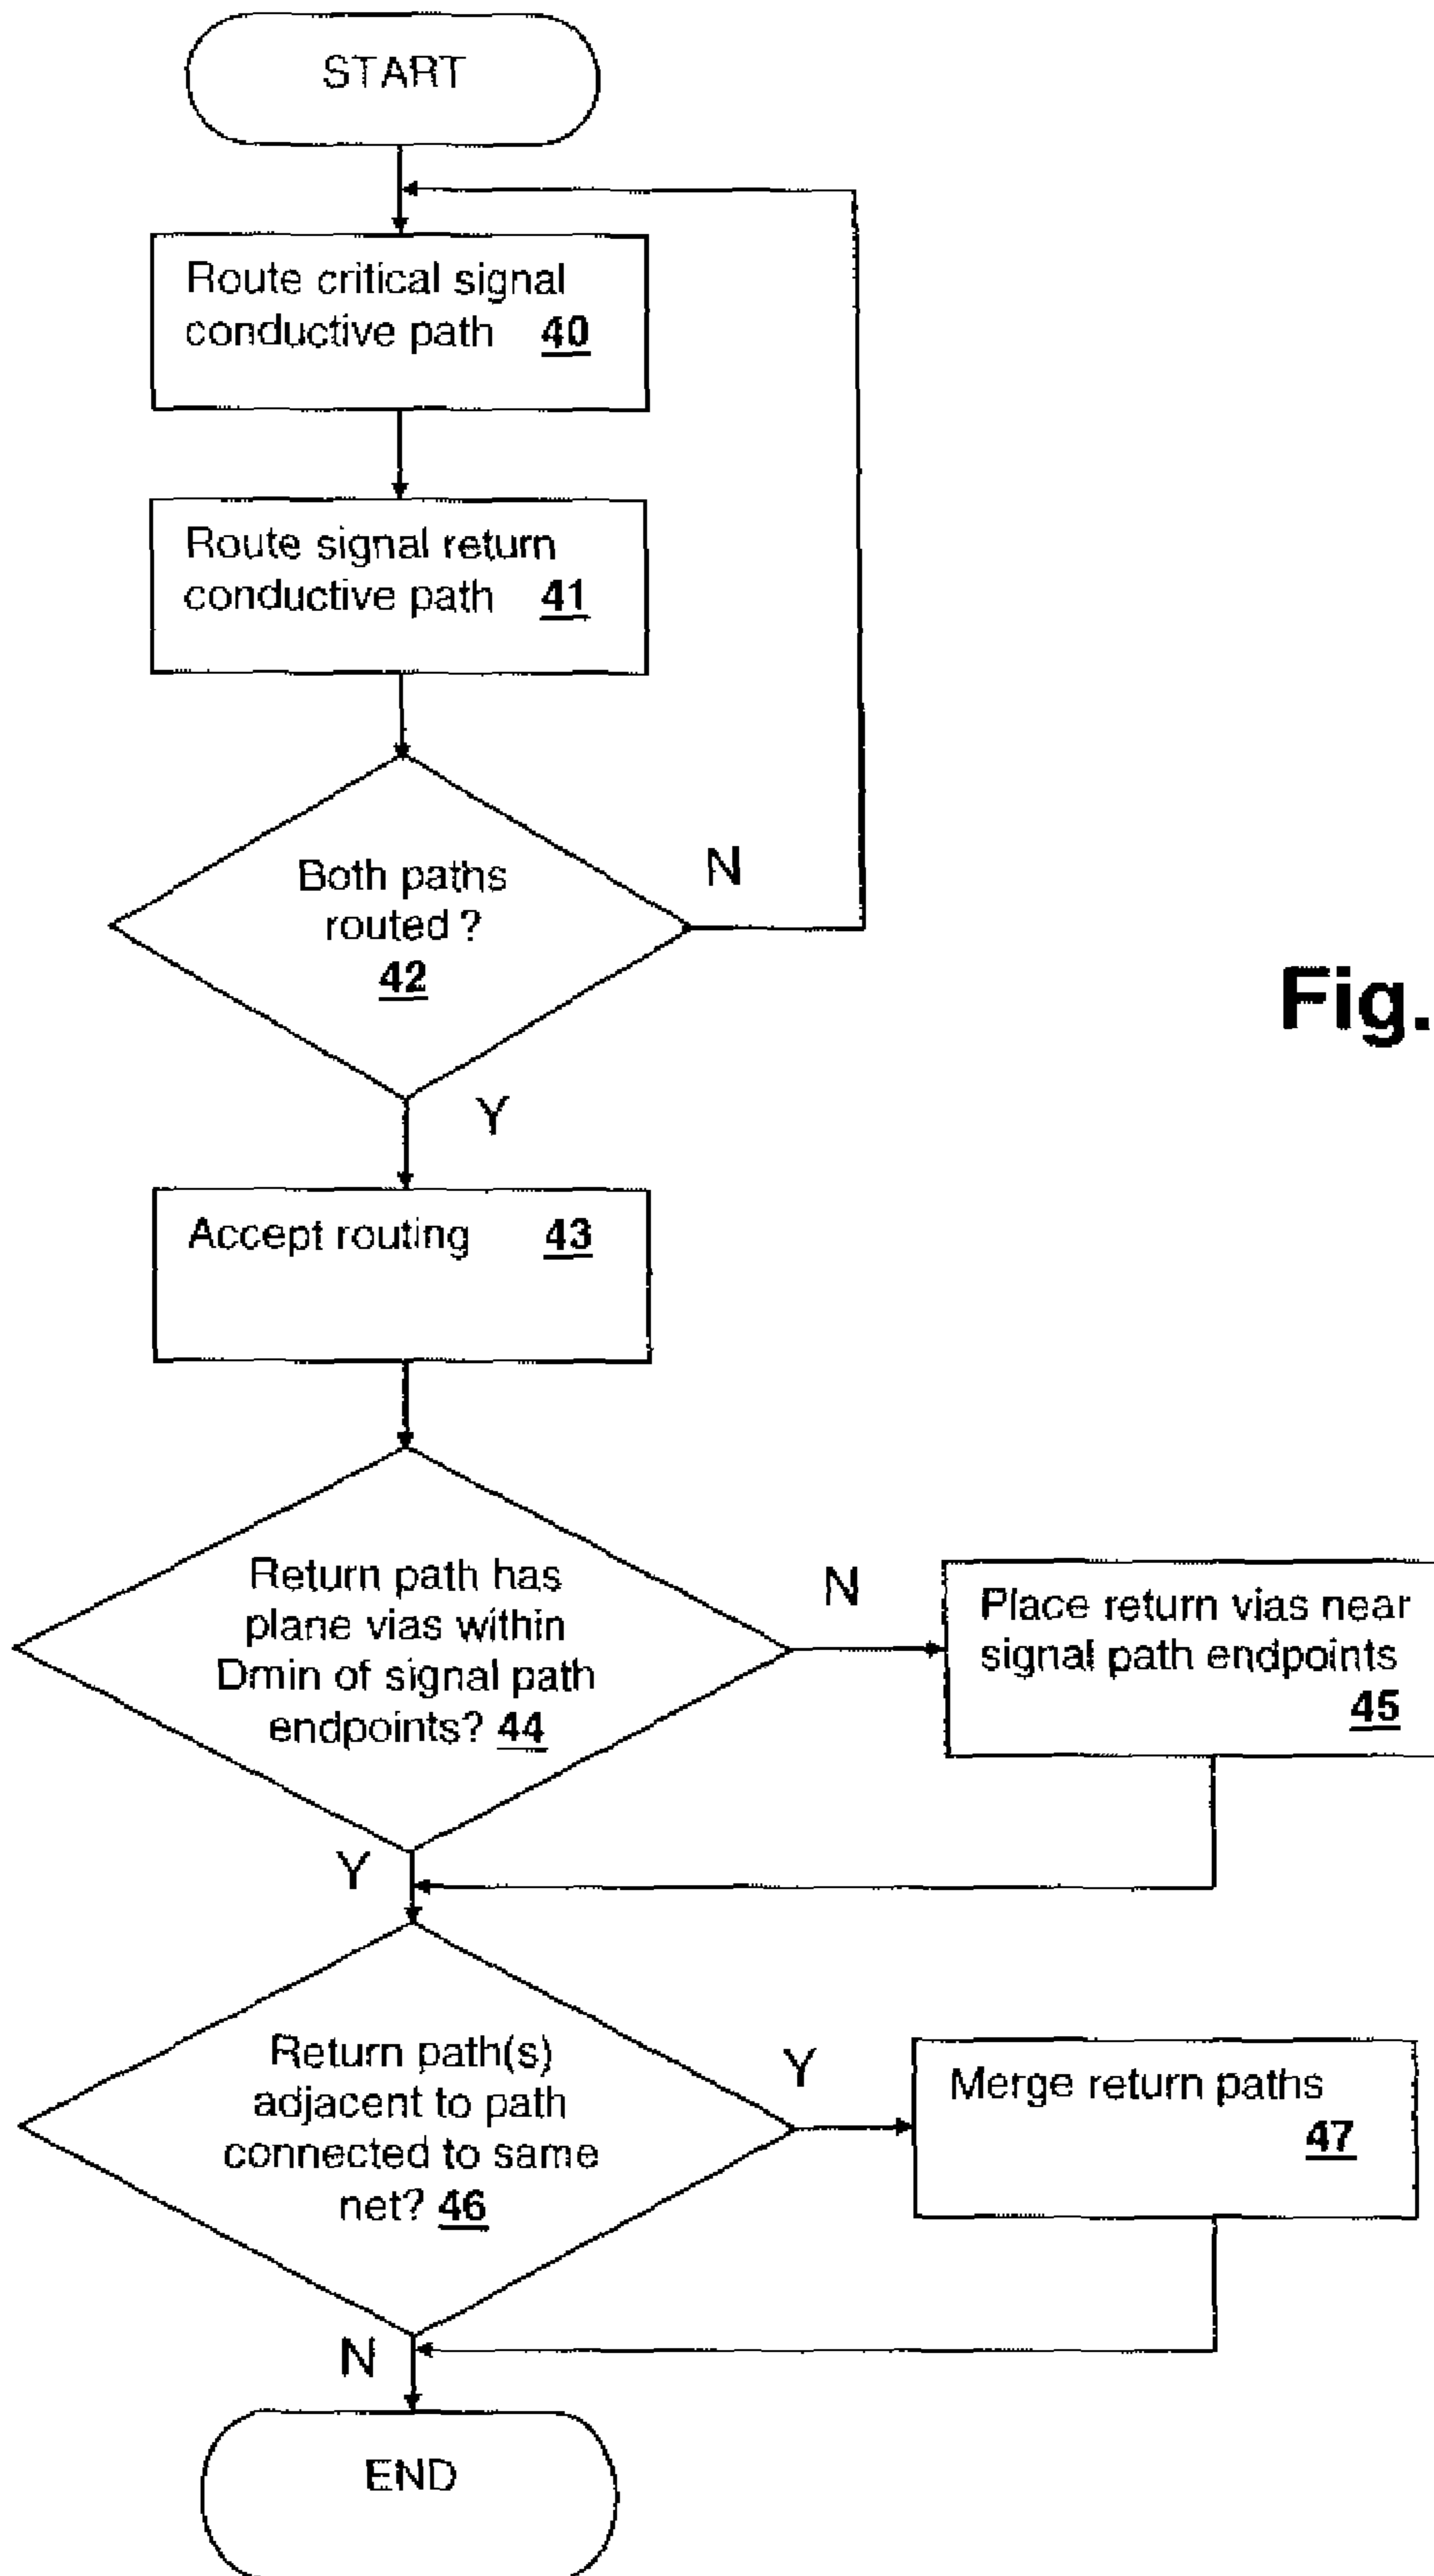 START
Route critical signal
conductive path 40
Route signal return
conductive path 41
Both paths
routed ?
42
N
Fig.
Y
Accept routing 43
Return path has
plane vias within
Dmin of signal path
endpoints? 44
N
Place return vias near
signal path endpoints
45
Y
Return path(s)
adjacent to path
connected to same
net? 46
Y
Merge return paths
47
N
END